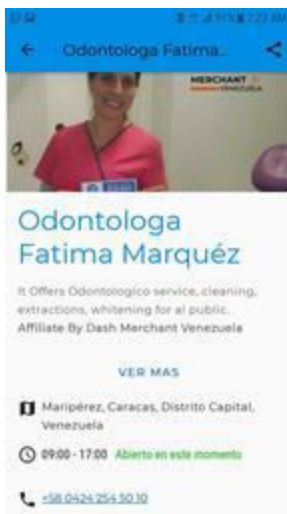 Odontologa Fatima...
MERCHANT
VENEZUELA
Odontologa
Fatima Marquéz
It Offers Odontologico service, cleaning,
extractions, whitening for al public.
Affiliate By Dash Merchant Venezuela
VER MAS
Maripérez, Caracas, Distrito Capital,
Venezuela
09:00 - 17:00 Abierto en este momento
+58 0424 254 50 10